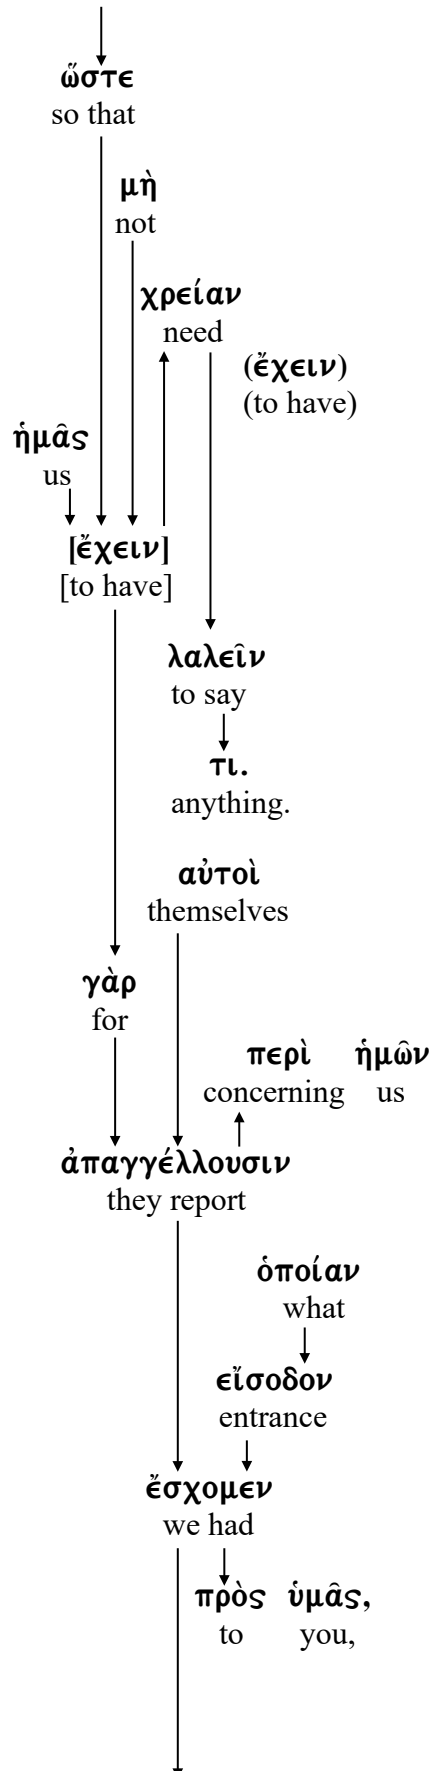 ὥστε
so that
μὴ
not
χρείαν
need
(ἔχειν)
(to have)
ἡμᾶς
us
[ἔχειν]
[to have]
λαλεῖν
to say
τι.
anything.
αὐτοὶ
themselves
γὰρ
for
περὶ ἡμῶν
concerning us
ἀπαγγέλλουσιν
they report
ὁποίαν
what
εἴσοδον
entrance
ἔσχομεν
we had
πρὸς ὑμᾶς,
to you,